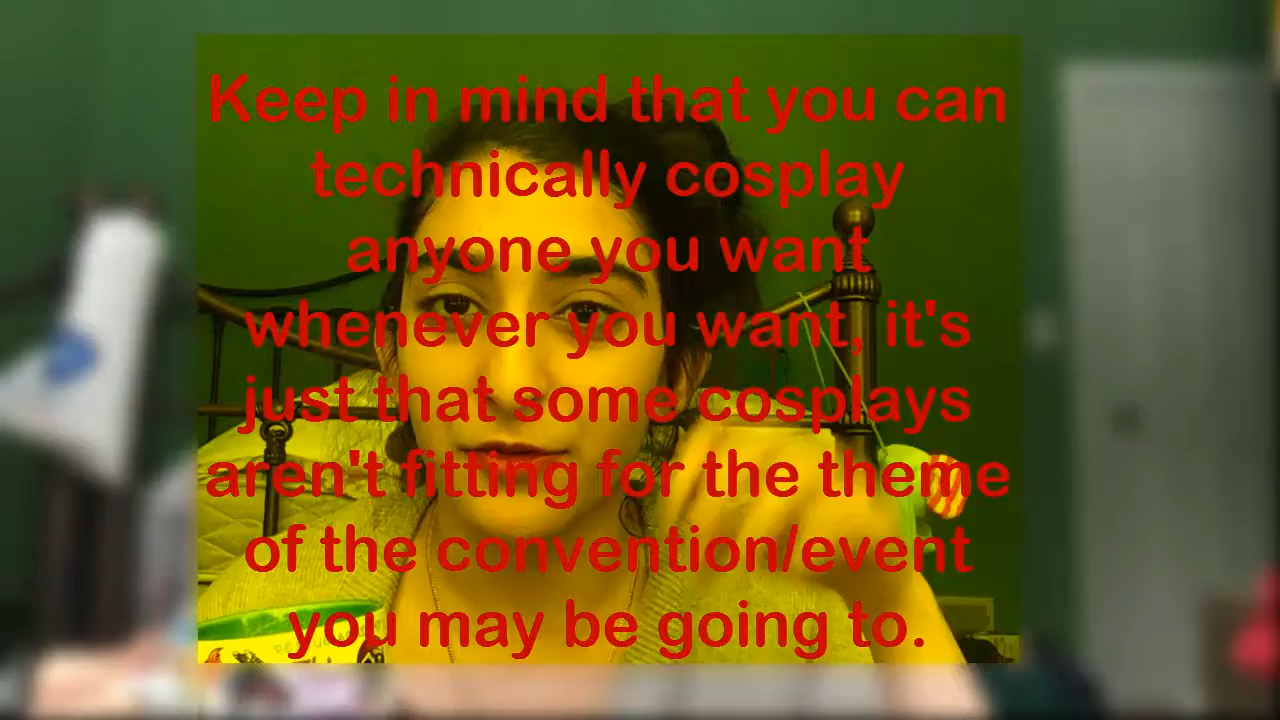 Keep in mind that you can
technically cosplay
anyone you want
whenever you want, it's
just that some cosplays
aren't fitting for the theme
of the convention/event
you may be going to.